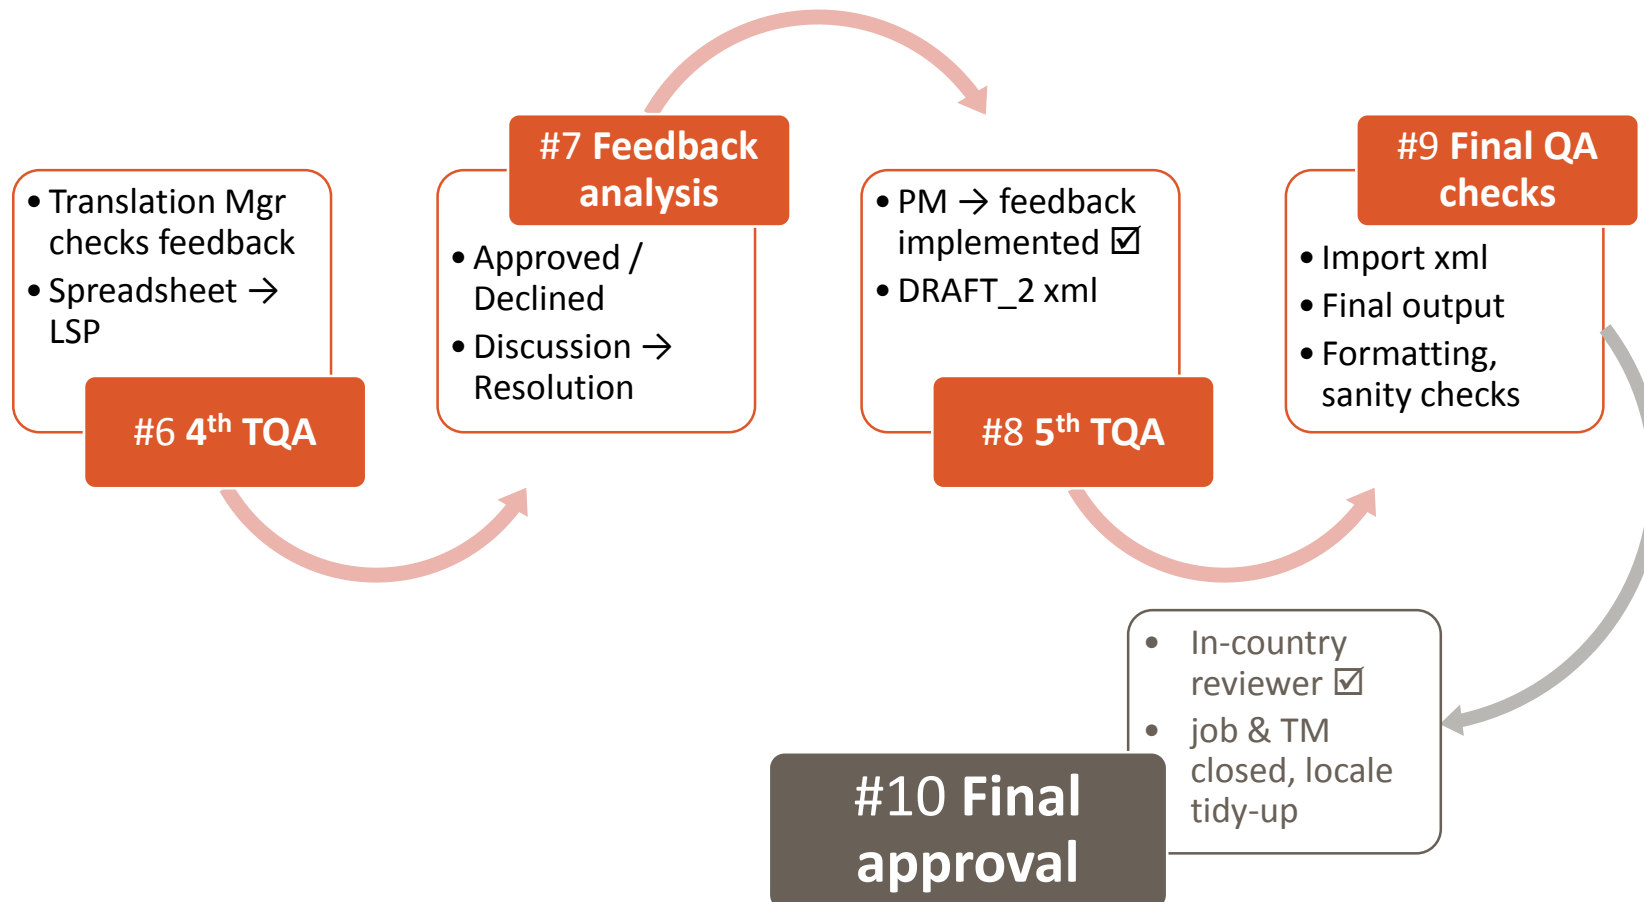 • Translation Mgr
checks feedback
• Spreadsheet →
LSP
#6 4th TQA
#7 Feedback
analysis
• Approved /
Declined
• Discussion →
Resolution
• PM → feedback
implemented ☑
• DRAFT_2 xml
#8 5th TQA
#9 Final QA
checks
• Import xml
• Final output
• Formatting,
sanity checks
• In-country
reviewer ☑
• job & TM
closed, locale
tidy-up
#10 Final
approval